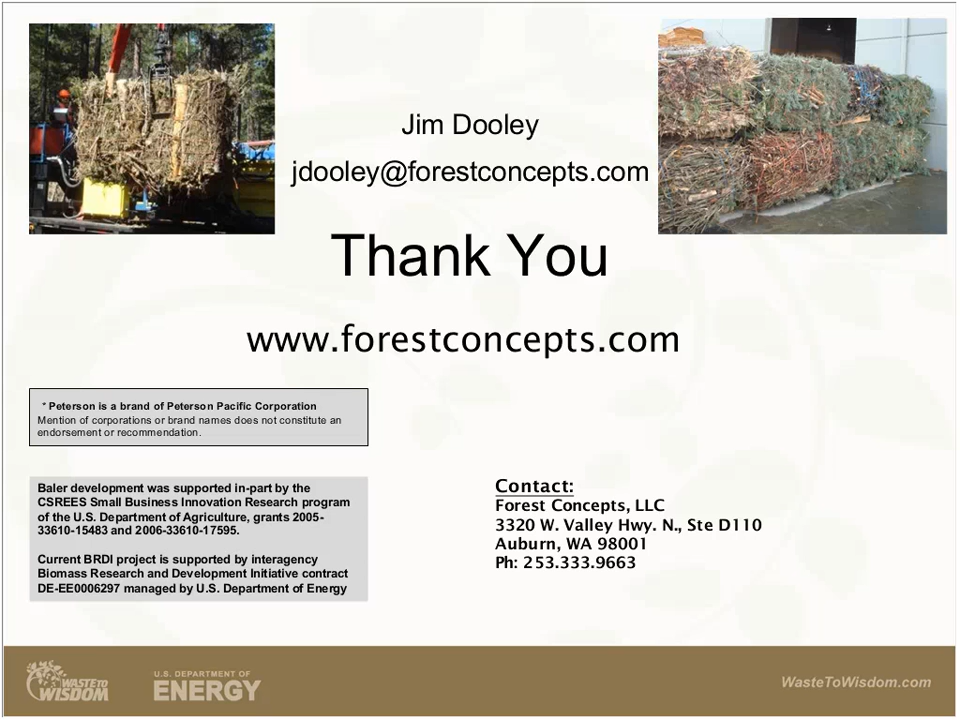 Jim Dooley
jdooley@forestconcepts.com
Thank You
www.forestconcepts.com
* Peterson is a brand of Peterson Pacific Corporation
Mention of corporations or brand names does not constitute an
endorsement or recommendation.
Baler development was supported in-part by the
CSREES Small Business Innovation Research program
of the U.S. Department of Agriculture, grants 2005-
33610-15483 and 2006-33610-17595.
Current BRDI project is supported by interagency
Biomass Research and Development Initiative contract
DE-EE0006297 managed by U.S. Department of Energy
Contact:
Forest Concepts, LLC
3320 W. Valley Hwy. N., Ste D110
Auburn, WA 98001
Ph: 253.333.9663
WASTE TO
WISDOM
U.S. DEPARTMENT OF
ENERGY
WasteToWisdom.com